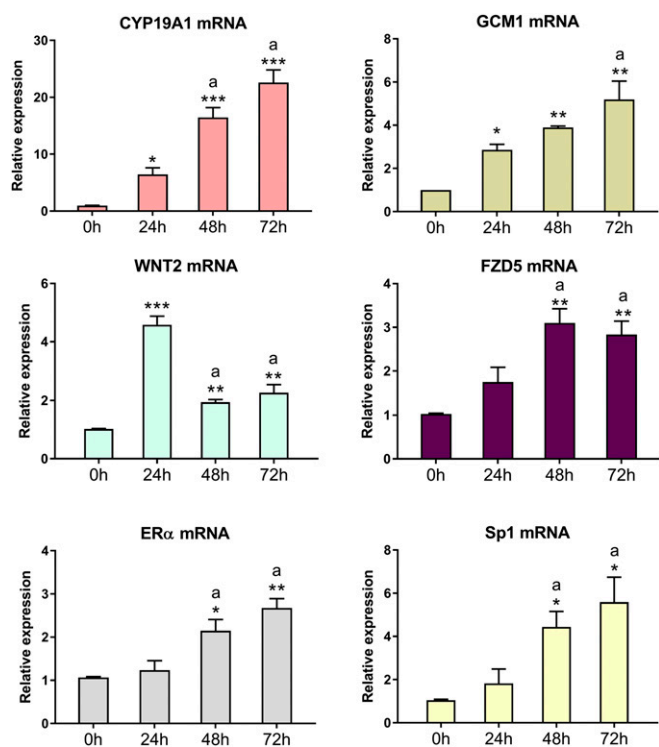 CYP19A1 mRNA
Relative expression
30
20
10
0
*
a
***
a
***
0h 24h 48h 72h
GCM1 mRNA
Relative expression
8
6
4
2
0
*
**
a
**
0h 24h 48h 72h
WNT2 mRNA
Relative expression
6
4
2
0
***
a
**
a
**
0h 24h 48h 72h
FZD5 mRNA
Relative expression
4
3
2
1
0
a
**
a
**
0h 24h 48h 72h
ERα mRNA
Relative expression
4
3
2
1
0
a
*
a
**
0h 24h 48h 72h
Sp1 mRNA
Relative expression
8
6
4
2
0
a
*
a
*
0h 24h 48h 72h